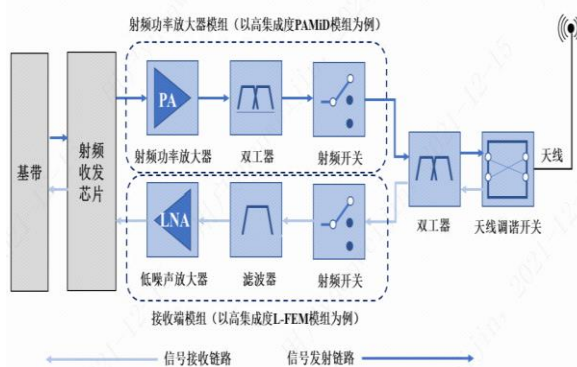 射频功率放大器模组（以高集成度PAMiD模组为例）
PA
射频功率放大器
双工器
射频开关
基带
射频
收发
芯片
天线
双工器
天线调谐开关
LNA
低噪声放大器
滤波器
射频开关
接收端模组（以高集成度L-FEM模组为例）
信号接收链路
信号发射链路